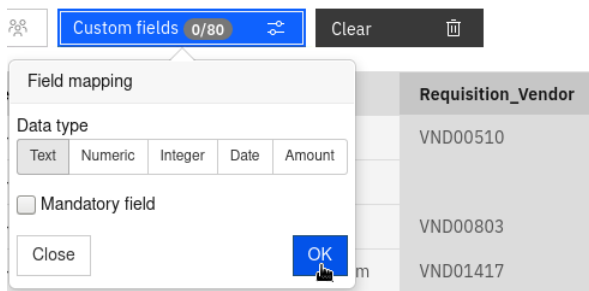 Custom fields 0/80
Clear
Field mapping
Requisition_Vendor
Data type
VND00510
Text Numeric Integer Date Amount
Mandatory field
VND00803
Close OK
m
VND01417